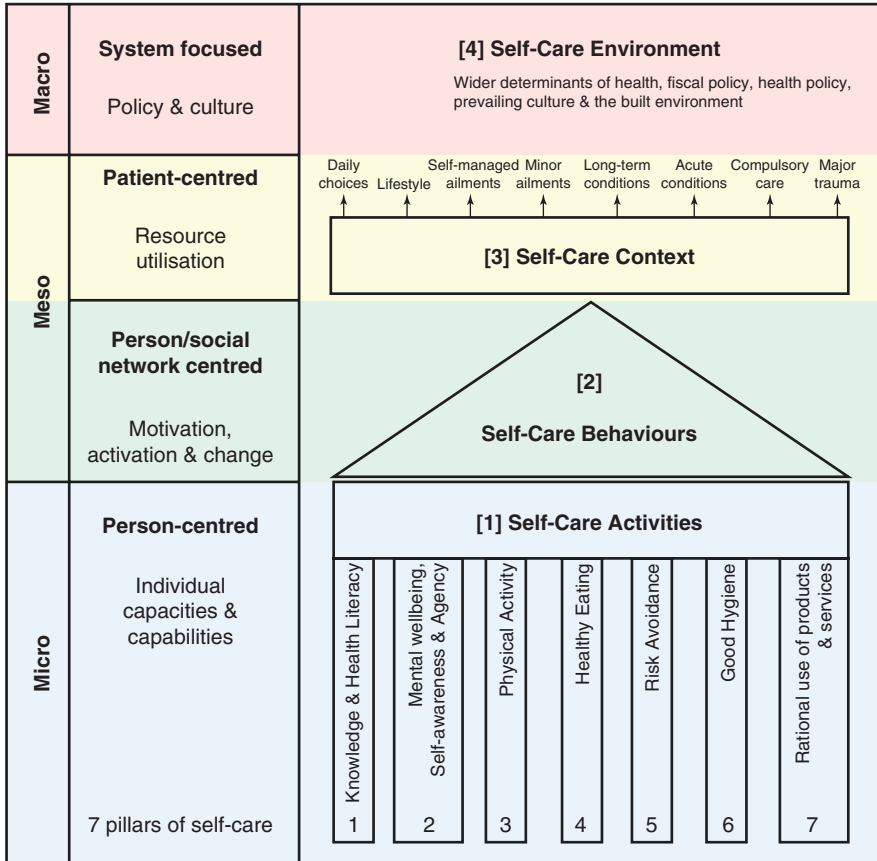 Macro
System focused
Policy & culture
[4] Self-Care Environment
Wider determinants of health, fiscal policy, health policy,
prevailing culture & the built environment
Meso
Patient-centred
Resource
utilisation
Daily
choices
Lifestyle
Self-managed
ailments
Minor
ailments
Long-term
conditions
Acute
conditions
Compulsory
care
Major
trauma
[3] Self-Care Context
Person/social
network centred
Motivation,
activation & change
[2]
Self-Care Behaviours
Micro
Person-centred
Individual
capacities &
capabilities
7 pillars of self-care
[1] Self-Care Activities
Knowledge & Health Literacy
1
Mental wellbeing,
Self-awareness & Agency
2
Physical Activity
3
Healthy Eating
4
Risk Avoidance
5
Good Hygiene
6
Rational use of products
& services
7